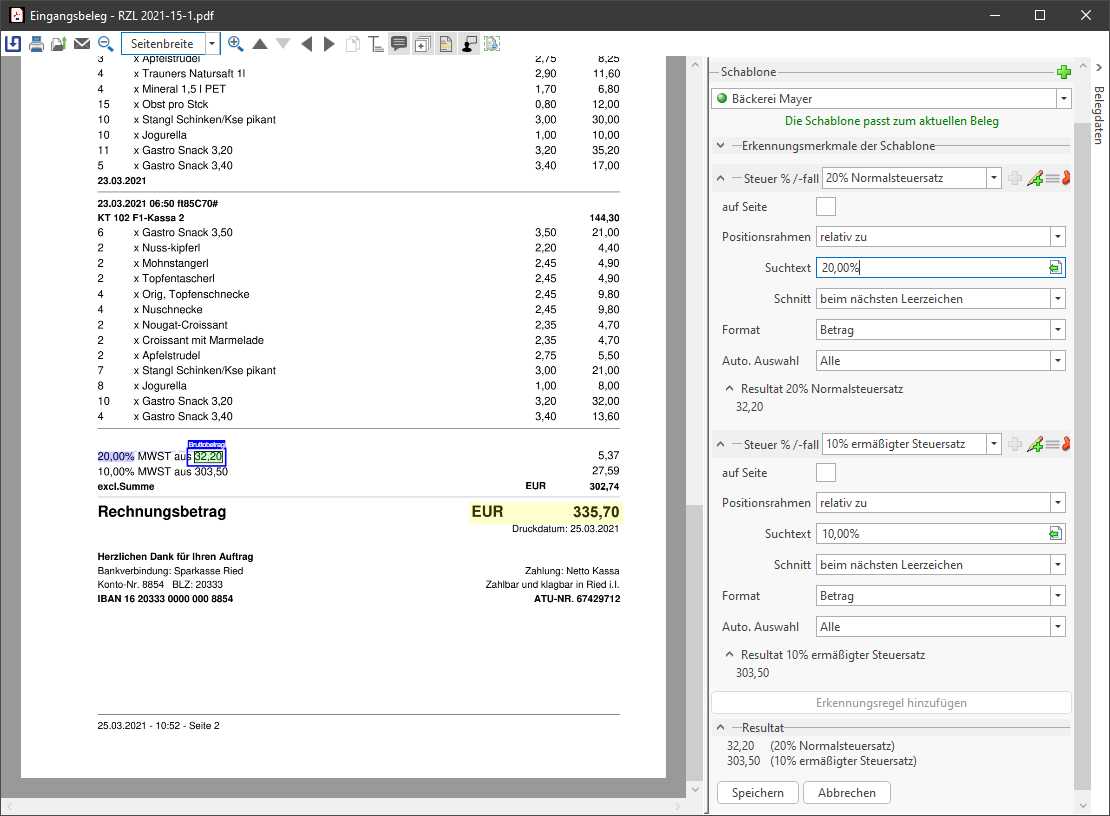 Eingangsbeleg - RZL 2021-15-1.pdf
Seitenbreite
3 x Apfelstrudel 2,75 8,25
4 x Trauners Natursaft 1l 2,90 11,60
4 x Mineral 1,5 l PET 1,70 6,80
15 x Obst pro Stck 0,80 12,00
10 x Stangl Schinken/Kse pikant 3,00 30,00
10 x Jogurella 1,00 10,00
11 x Gastro Snack 3,20 3,20 35,20
5 x Gastro Snack 3,40 3,40 17,00
23.03.2021
23.03.2021 06:50 ft85C70#
KT 102 F1-Kassa 2 144,30
6 x Gastro Snack 3,50 3,50 21,00
2 x Nuss-kipferl 2,20 4,40
2 x Mohnstangerl 2,45 4,90
2 x Topfentascherl 2,45 4,90
4 x Orig, Topfenschnecke 2,45 9,80
4 x Nuschnecke 2,45 9,80
2 x Nougat-Croissant 2,35 4,70
2 x Croissant mit Marmelade 2,35 4,70
2 x Apfelstrudel 2,75 5,50
7 x Stangl Schinken/Kse pikant 3,00 21,00
8 x Jogurella 1,00 8,00
10 x Gastro Snack 3,20 3,20 32,00
4 x Gastro Snack 3,40 3,40 13,60
Bruttobetrag
20,00% MWST aus 32,20 5,37
10,00% MWST aus 303,50 27,59
excl.Summe EUR 302,74
Rechnungsbetrag EUR 335,70
Druckdatum: 25.03.2021
Herzlichen Dank für Ihren Auftrag
Bankverbindung: Sparkasse Ried Zahlung: Netto Kassa
Konto-Nr. 8854 BLZ: 20333 Zahlbar und klagbar in Ried i.I.
IBAN 16 20333 0000 000 8854 ATU-NR. 67429712
25.03.2021 - 10:52 - Seite 2
Schablone
Bäckerei Mayer
Die Schablone passt zum aktuellen Beleg
Erkennungsmerkmale der Schablone
Steuer % /-fall 20% Normalsteuersatz
auf Seite
Positionsrahmen relativ zu
Suchtext 20,00%
Schnitt beim nächsten Leerzeichen
Format Betrag
Auto. Auswahl Alle
Resultat 20% Normalsteuersatz
32,20
Steuer % /-fall 10% ermäßigter Steuersatz
auf Seite
Positionsrahmen relativ zu
Suchtext 10,00%
Schnitt beim nächsten Leerzeichen
Format Betrag
Auto. Auswahl Alle
Resultat 10% ermäßigter Steuersatz
303,50
Erkennungsregel hinzufügen
Resultat
32,20 (20% Normalsteuersatz)
303,50 (10% ermäßigter Steuersatz)
Speichern Abbrechen
Belegdaten